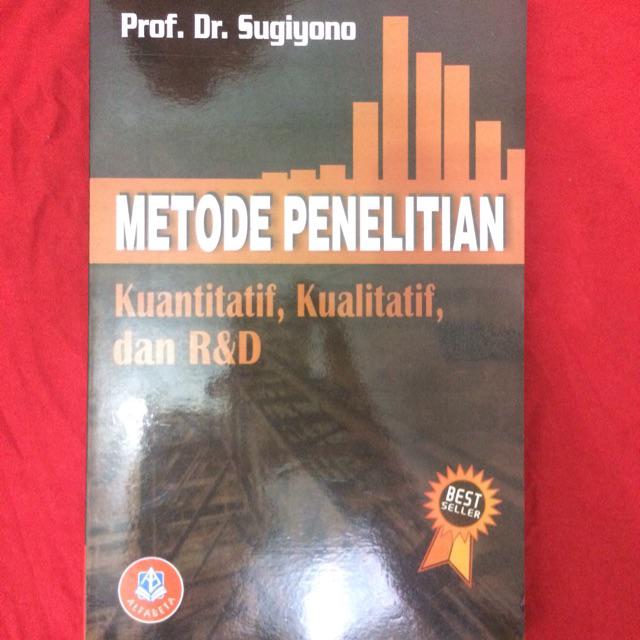 Prof. Dr. Sugiyono
METODE PENELITIAN
Kuantitatif, Kualitatif,
dan R&D
BEST
SELLER
ALFABETA